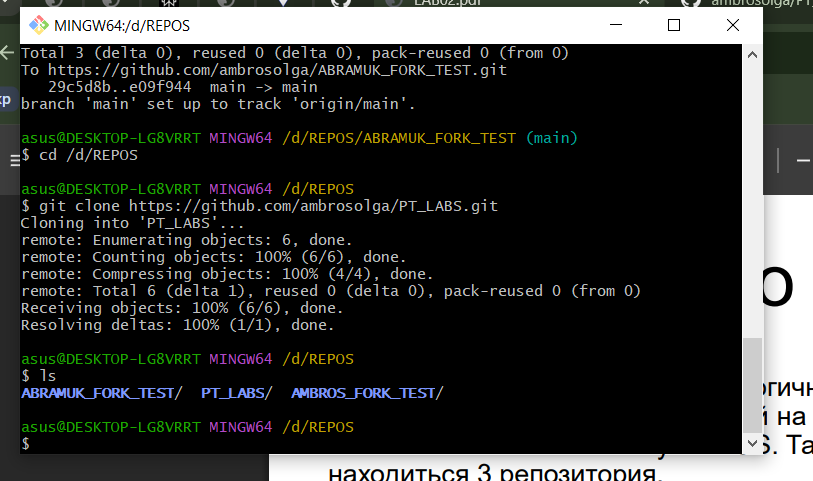 LAB02.pdf
MINGW64:/d/REPOS
Total 3 (delta 0), reused 0 (delta 0), pack-reused 0 (from 0)
To https://github.com/ambrosolga/ABRAMUK_FORK_TEST.git
29c5d8b..e09f944  main -> main
branch 'main' set up to track 'origin/main'.
asus@DESKTOP-LG8VRRT MINGW64 /d/REPOS/ABRAMUK_FORK_TEST (main)
$ cd /d/REPOS
asus@DESKTOP-LG8VRRT MINGW64 /d/REPOS
$ git clone https://github.com/ambrosolga/PT_LABS.git
Cloning into 'PT_LABS'...
remote: Enumerating objects: 6, done.
remote: Counting objects: 100% (6/6), done.
remote: Compressing objects: 100% (4/4), done.
remote: Total 6 (delta 1), reused 0 (delta 0), pack-reused 0 (from 0)
Receiving objects: 100% (6/6), done.
Resolving deltas: 100% (1/1), done.
asus@DESKTOP-LG8VRRT MINGW64 /d/REPOS
$ ls
ABRAMUK_FORK_TEST/  PT_LABS/  AMBROS_FORK_TEST/
asus@DESKTOP-LG8VRRT MINGW64 /d/REPOS
$
й на
S. Та
находиться 3 репозитория.